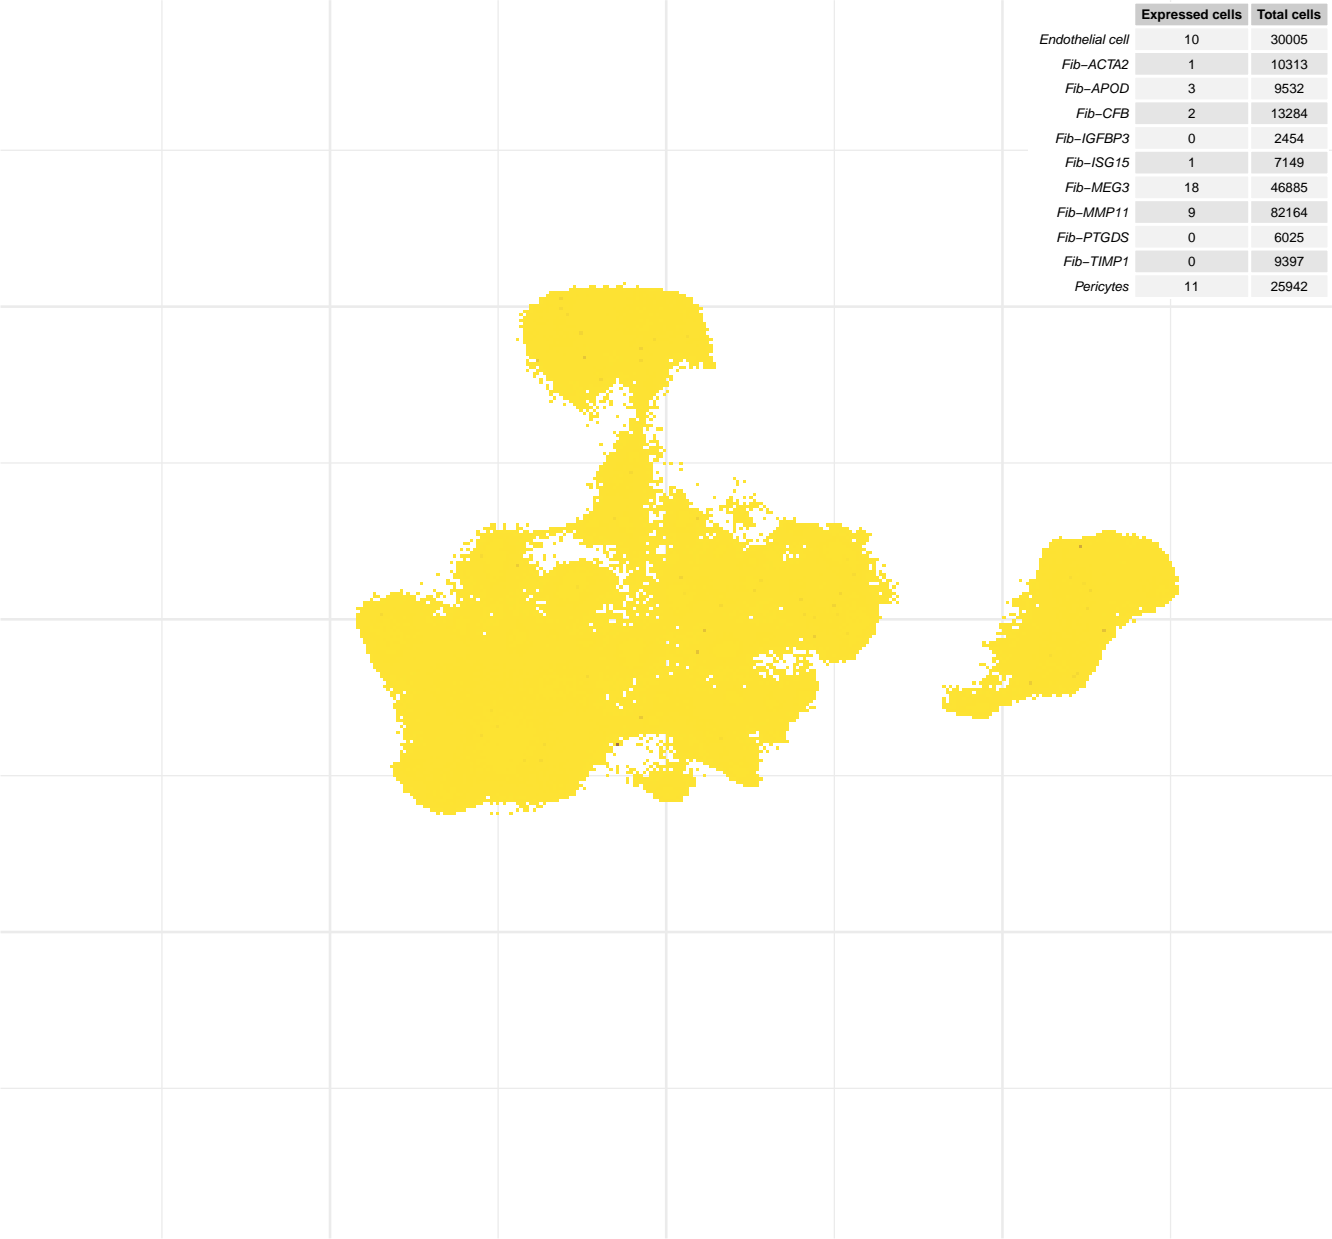 Expressed cells Total cells
Endothelial cell 10 30005
Fib−ACTA2 1 10313
Fib−APOD 3 9532
Fib−CFB 2 13284
Fib−IGFBP3 0 2454
Fib−ISG15 1 7149
Fib−MEG3 18 46885
Fib−MMP11 9 82164
Fib−PTGDS 0 6025
Fib−TIMP1 0 9397
Pericytes 11 25942